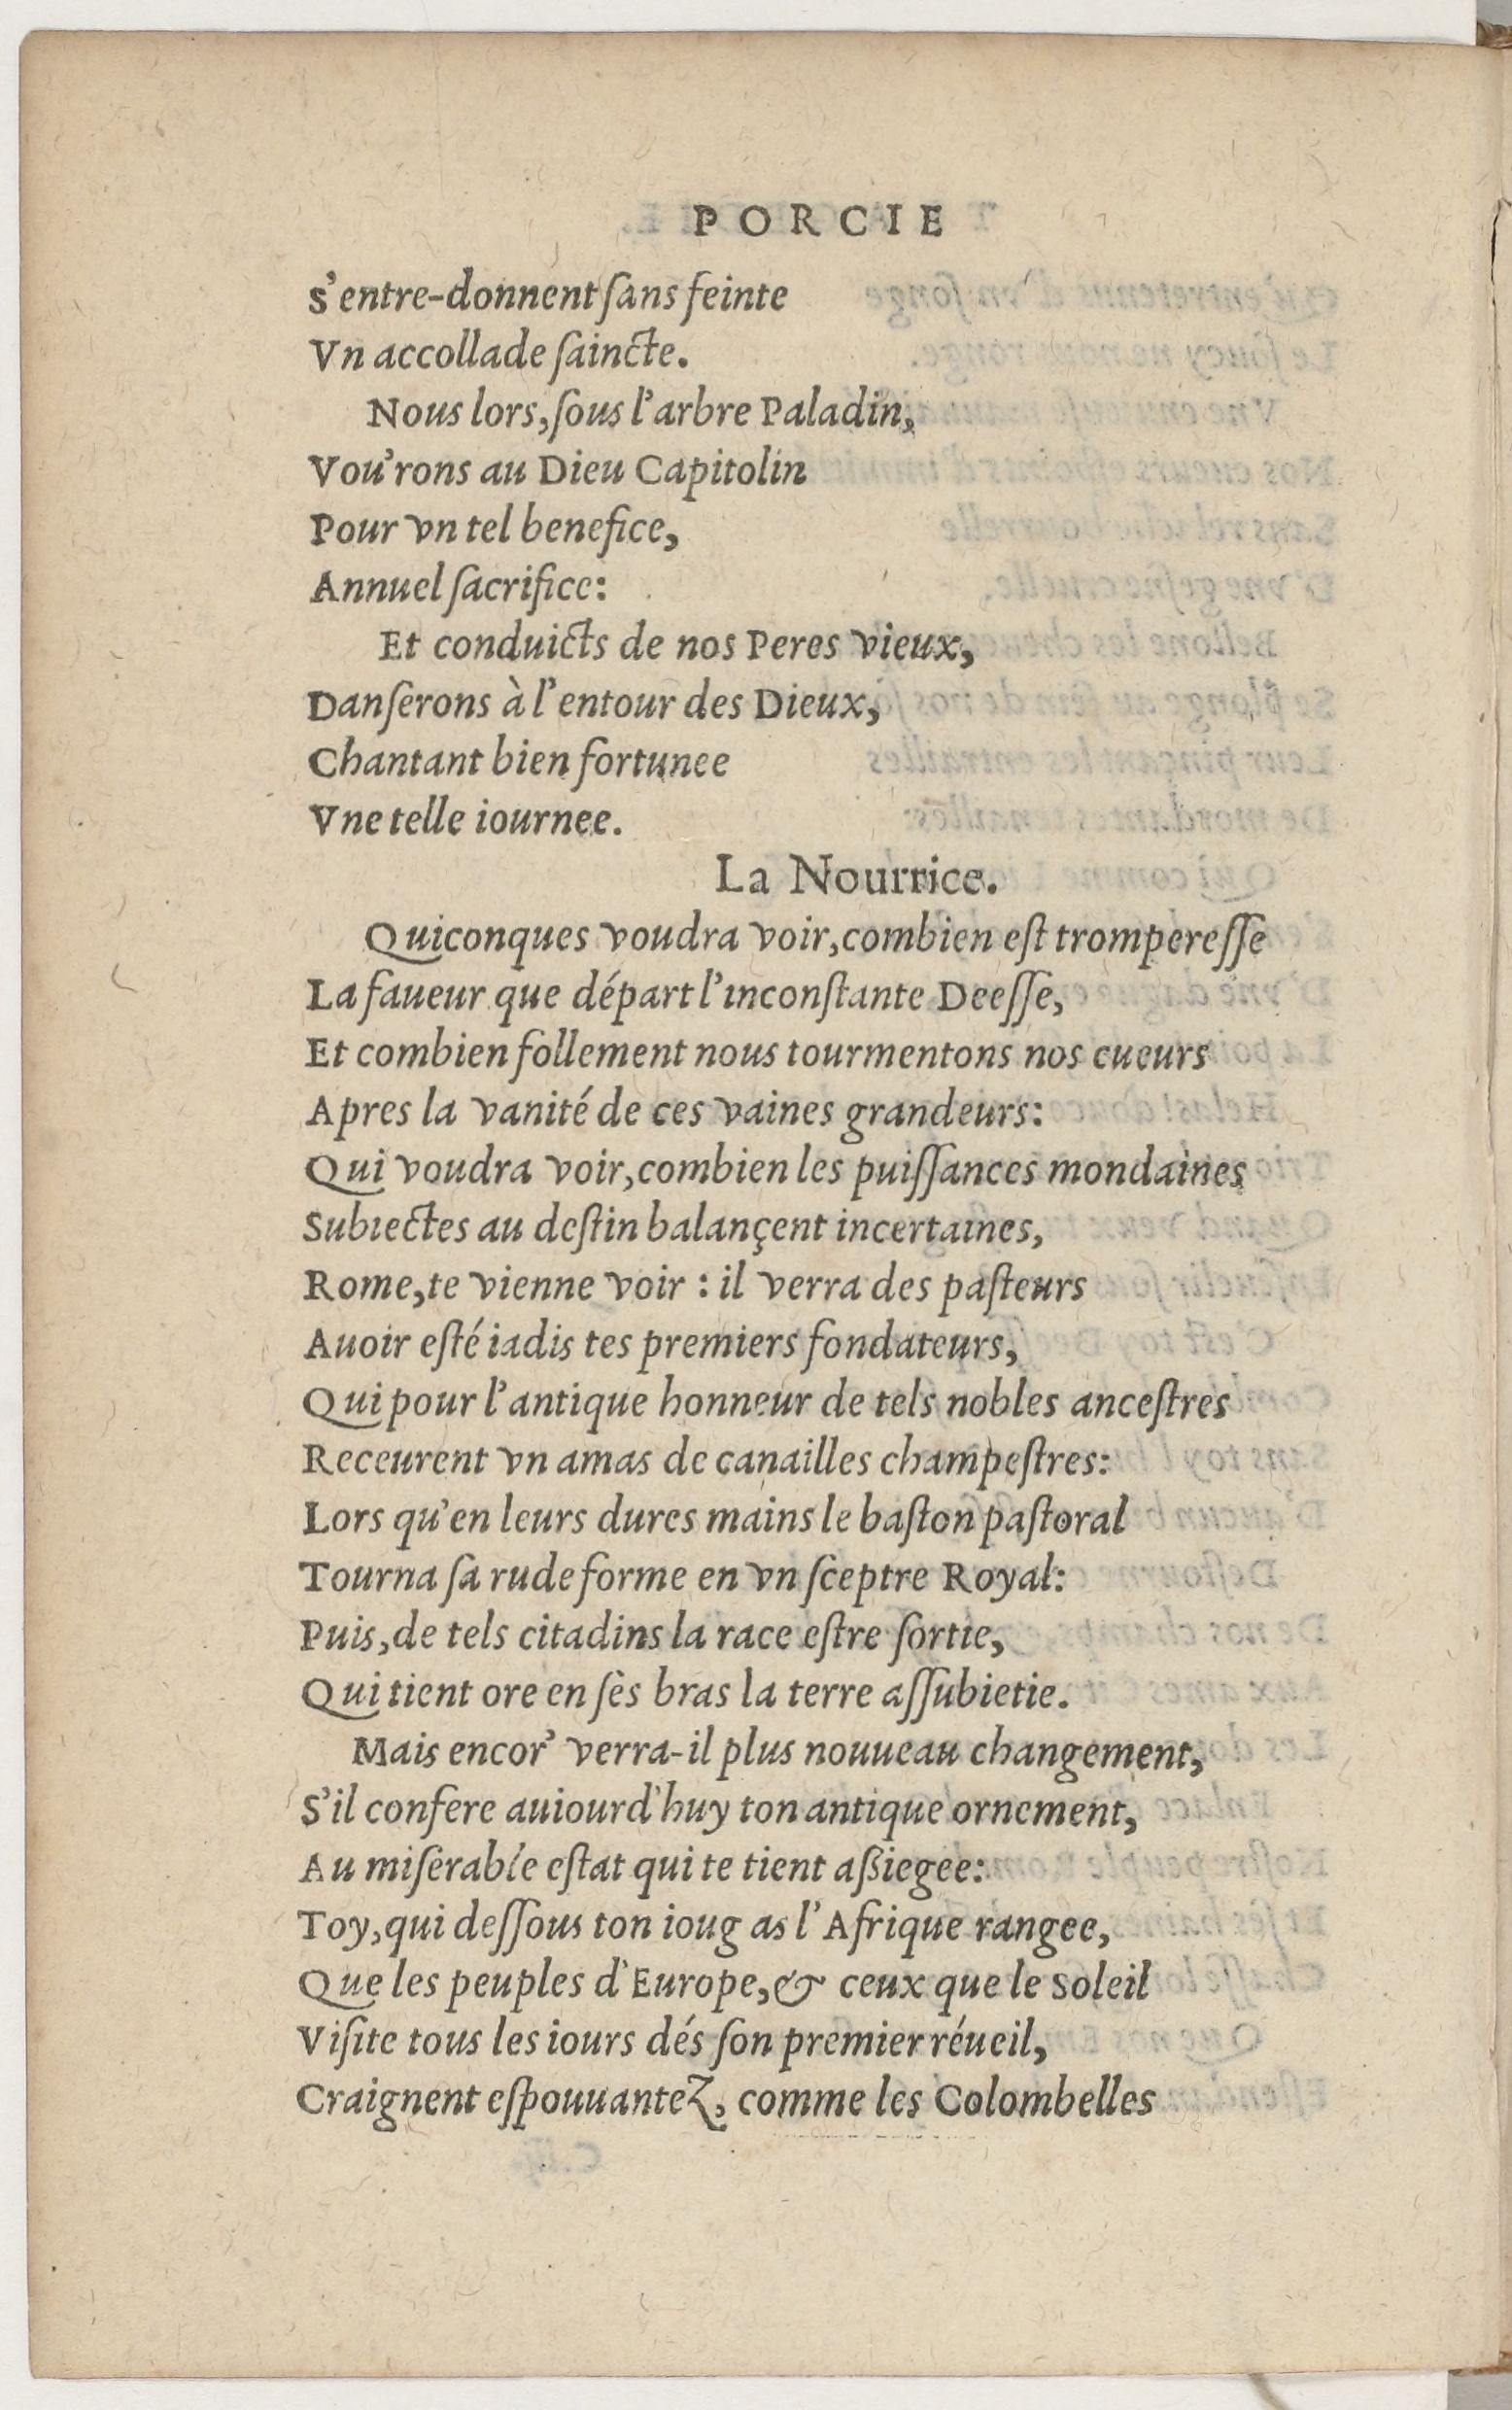 PORCIE
s'entre-donnent ſans feinte
Vn accollade ſaincte.
Nous lors, ſous l'arbre Paladin,
Vou'rons au Dieu Capitolin
Pour vn tel benefice,
Annuel ſacrifice:
Et conduicts de nos Peres vieux,
Danſerons à l'entour des Dieux,
Chantant bien fortunee
Vne telle iournee.
La Nourrice.
Quiconques voudra voir, combien eſt trompereſſe
La faueur que départ l'inconſtante Deeſſe,
Et combien follement nous tourmentons nos cueurs
Apres la vanité de ces vaines grandeurs:
Qui voudra voir, combien les puiſſances mondaines
Subiectes au deſtin balançent incertaines,
Rome, te vienne voir : il verra des paſteurs
Auoir eſté iadis tes premiers fondateurs,
Qui pour l'antique honneur de tels nobles anceſtres
Receurent vn amas de canailles champeſtres:
Lors qu'en leurs dures mains le baſton paſtoral
Tourna ſa rude forme en vn ſceptre Royal:
Puis, de tels citadins la race eſtre ſortie,
Qui tient ore en ſès bras la terre aſſubietie.
Mais encor' verra-il plus nouueau changement,
S'il confere auiourd'huy ton antique ornement,
Au miſerable eſtat qui te tient aßiegee:
Toy, qui deſſous ton ioug as l'Afrique rangee,
Que les peuples d'Europe, & ceux que le Soleil
Viſite tous les iours dés ſon premier réueil,
Craignent eſpouuantez, comme les Colombelles